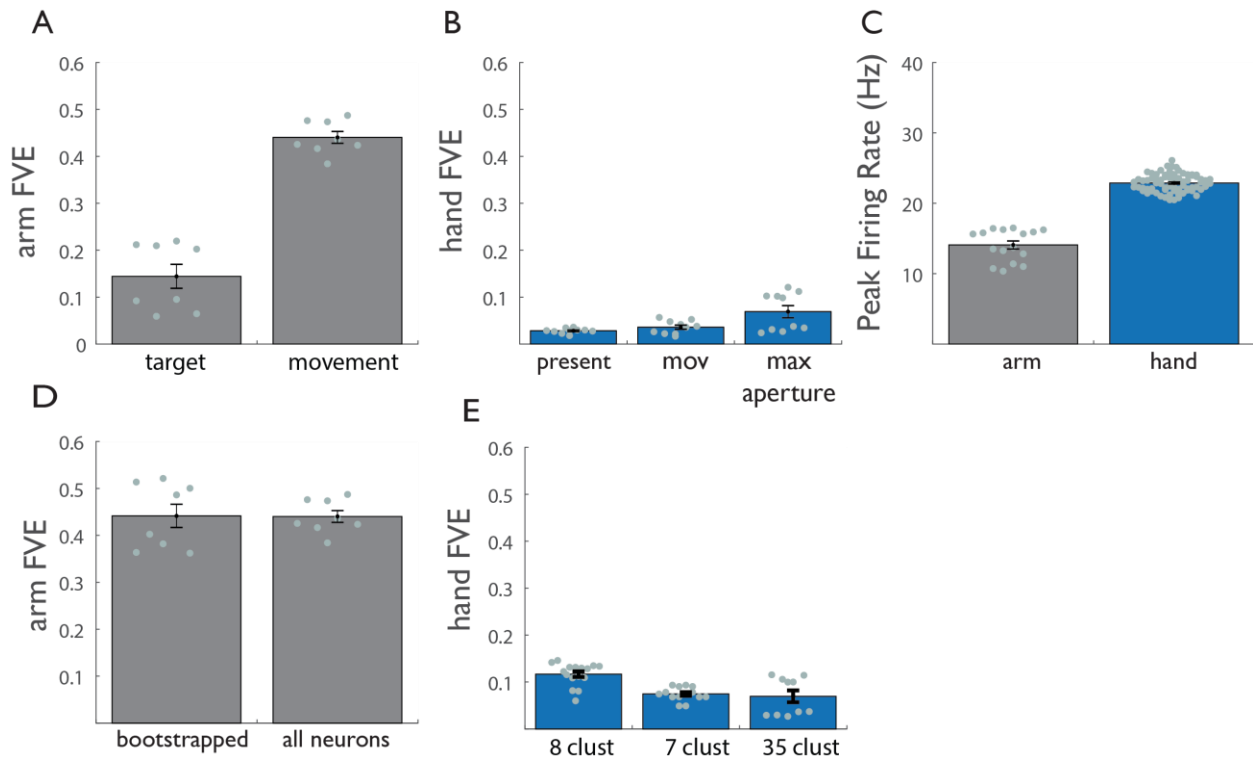 A
arm FVE
0.6
0.5
0.4
0.3
0.2
0.1
0
target movement
B
hand FVE
0.6
0.5
0.4
0.3
0.2
0.1
present mov max
aperture
C
Peak Firing Rate (Hz)
40
30
20
10
arm hand
D
arm FVE
0.6
0.5
0.4
0.3
0.2
0.1
bootstrapped all neurons
E
hand FVE
0.6
0.5
0.4
0.3
0.2
0.1
8 clust 7 clust 35 clust